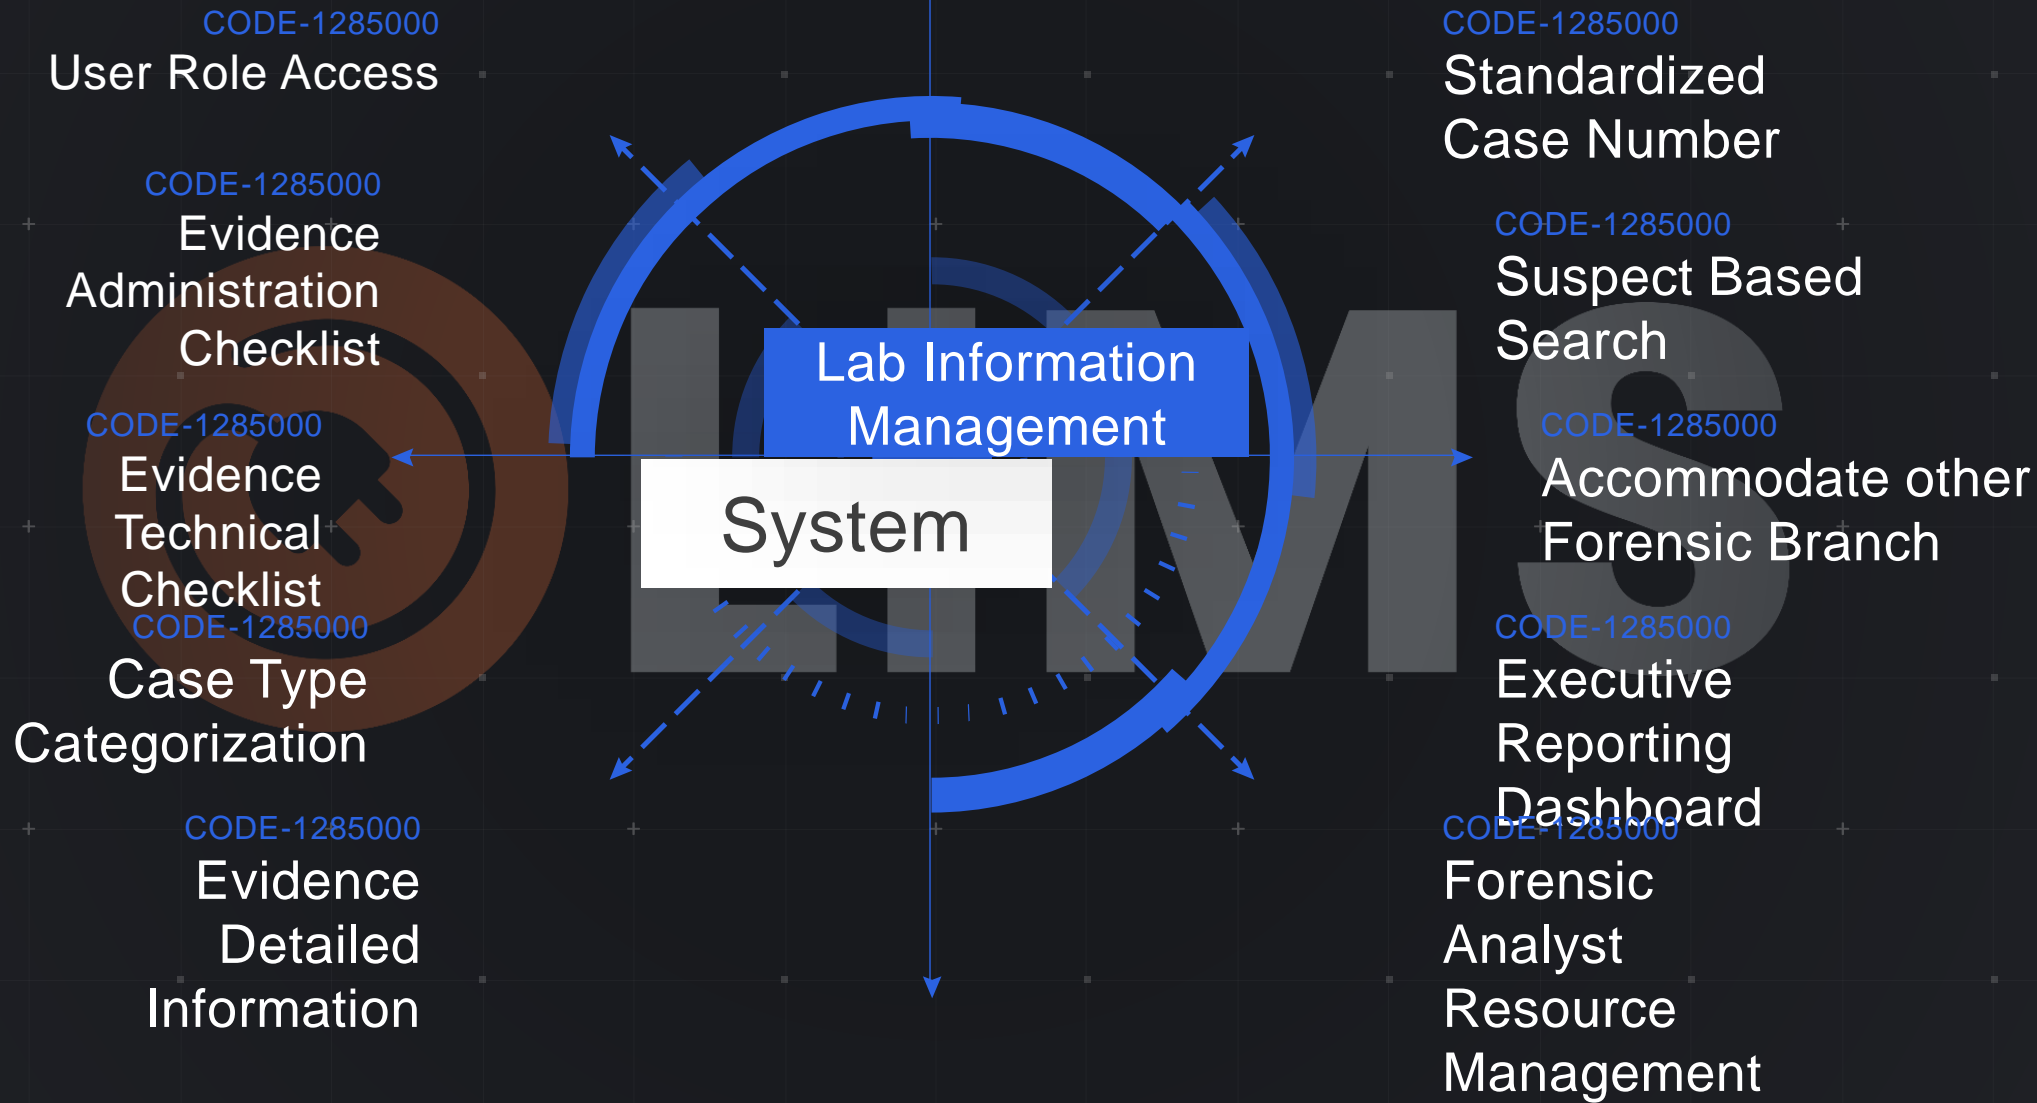 CODE-1285000
User Role Access
CODE-1285000
Evidence
Administration
Checklist
CODE-1285000
Evidence
Technical
Checklist
CODE-1285000
Case Type
Categorization
CODE-1285000
Evidence
Detailed
Information
LIMS
Lab Information
Management
System
CODE-1285000
Standardized
Case Number
CODE-1285000
Suspect Based
Search
CODE-1285000
Accommodate other
Forensic Branch
CODE-1285000
Executive
Reporting
Dashboard
CODE-1285000
Forensic
Analyst
Resource
Management